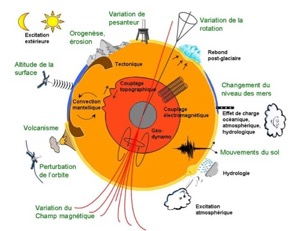 Excitation
extérieure
Variation de
pesanteur
Variation de
la rotation
Orogenèse,
érosion
Rebond
post-glaciaire
Tectonique
Altitude de
la surface
Couplage
topographique
Changement du
niveau des mers
Convection
mantellique
Couplage
électromagnétique
Effet de charge
océanique,
atmosphérique,
hydrologique
Volcanisme
Géo-
dynamo
Mouvements du sol
Perturbation
de l'orbite
Hydrologie
Variation du
Champ magnétique
Excitation
atmosphérique